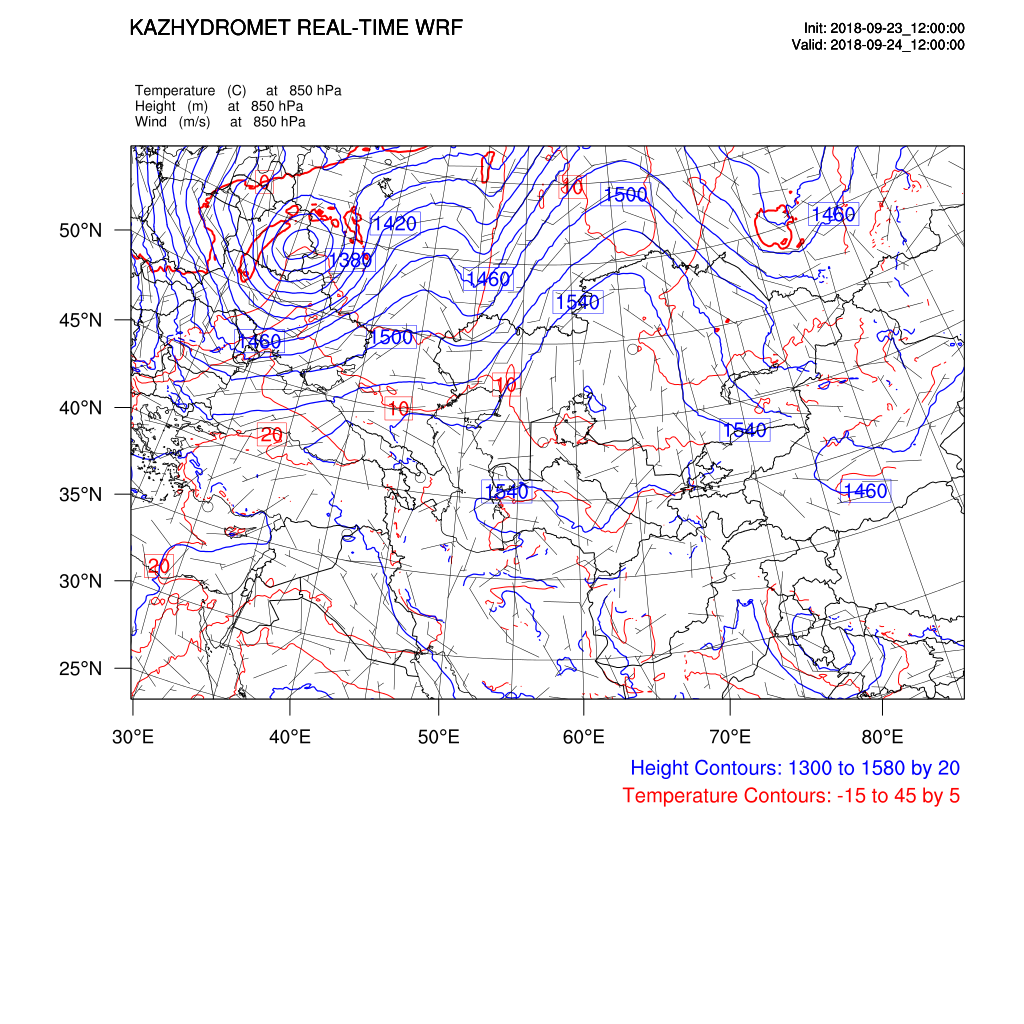 KAZHYDROMET REAL-TIME WRF
Init: 2018-09-23_12:00:00
Valid: 2018-09-24_12:00:00
Temperature (C) at 850 hPa
Height (m) at 850 hPa
Wind (m/s) at 850 hPa
0
10
1500
1420
1460
50°N
1380
1460
1540
45°N
1460
1500
10
40°N
10
20
1540
35°N
1540
1460
30°N
20
25°N
30°E 40°E 50°E 60°E 70°E 80°E
Height Contours: 1300 to 1580 by 20
Temperature Contours: -15 to 45 by 5